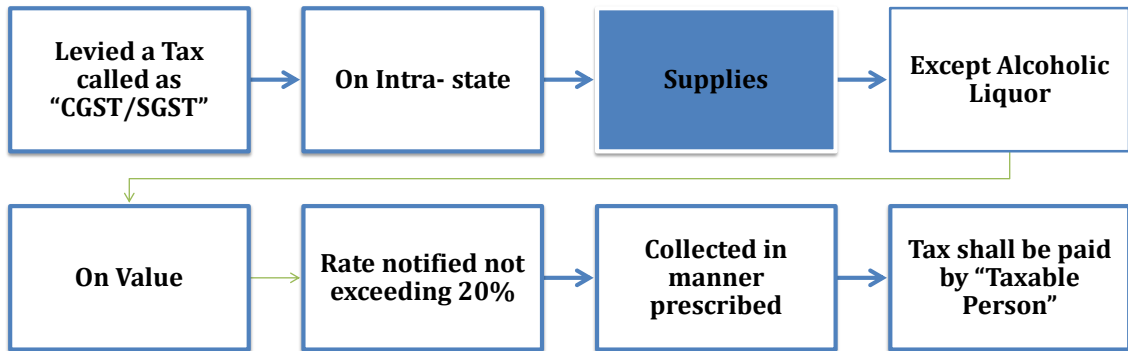 Levied a Tax
called as
“CGST/SGST”
On Intra- state
Supplies
Except Alcoholic
Liquor
On Value
Rate notified not
exceeding 20%
Collected in
manner
prescribed
Tax shall be paid
by “Taxable
Person”